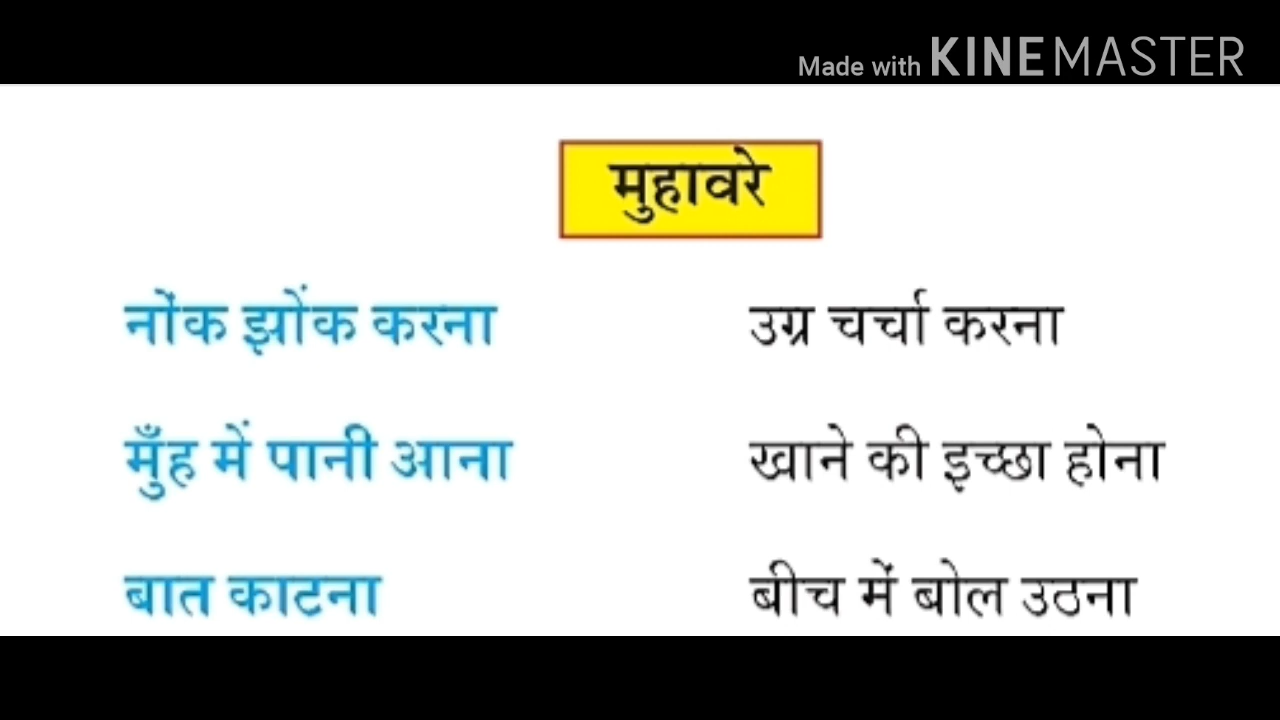 Made with KINEMASTER
मुहावरे
नोंक झोंक करना उग्र चर्चा करना
मुँह में पानी आना खाने की इच्छा होना
बात काटना बीच में बोल उठना